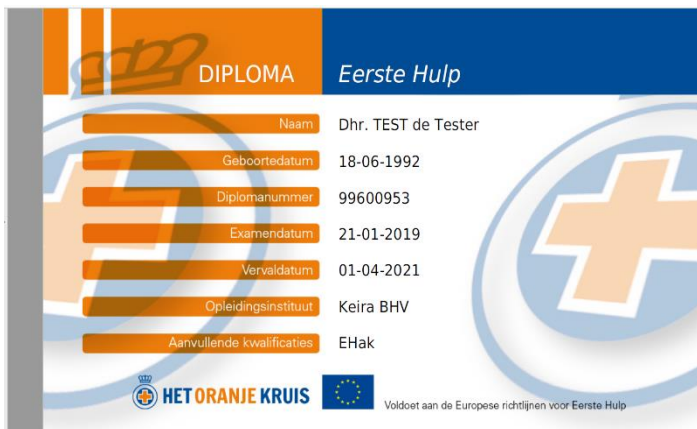 DIPLOMA Eerste Hulp
Naam Dhr. TEST de Tester
Geboortedatum 18-06-1992
Diplomanummer 99600953
Examendatum 21-01-2019
Vervaldatum 01-04-2021
Opleidingsinstituut Keira BHV
Aanvullende kwalificaties EHak
HET ORANJE KRUIS Voldoet aan de Europese richtlijnen voor Eerste Hulp